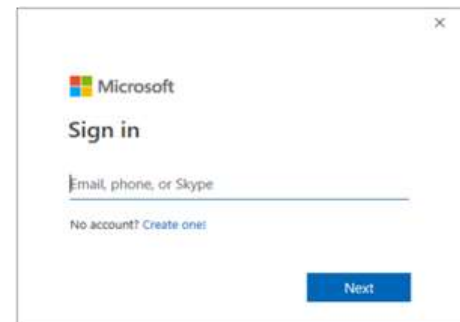 Microsoft
Sign in
Email, phone, or Skype
No account? Create one!
Next